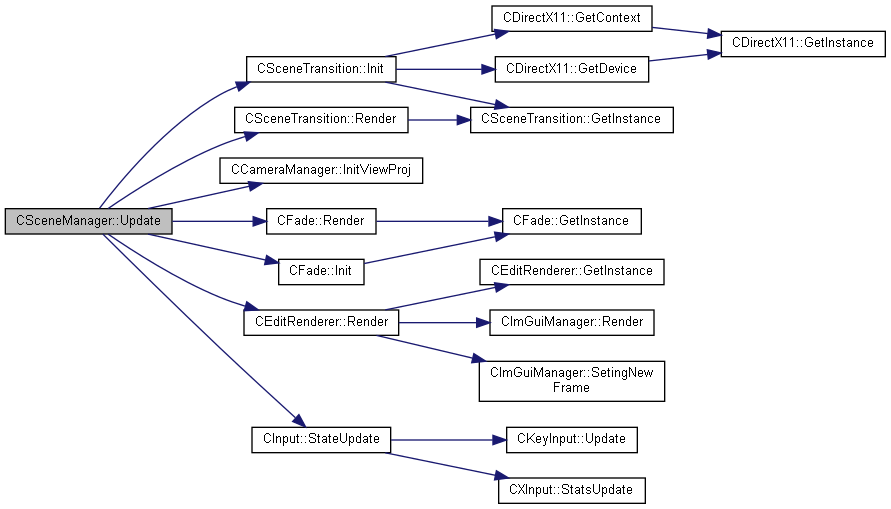 CSceneManager::Update
CSceneTransition::Init
CSceneTransition::Render
CCameraManager::InitViewProj
CFade::Render
CFade::Init
CEditRenderer::Render
CInput::StateUpdate
CDirectX11::GetContext
CDirectX11::GetDevice
CSceneTransition::GetInstance
CFade::GetInstance
CEditRenderer::GetInstance
CImGuiManager::Render
CImGuiManager::SetingNew
Frame
CKeyInput::Update
CXInput::StatsUpdate
CDirectX11::GetInstance